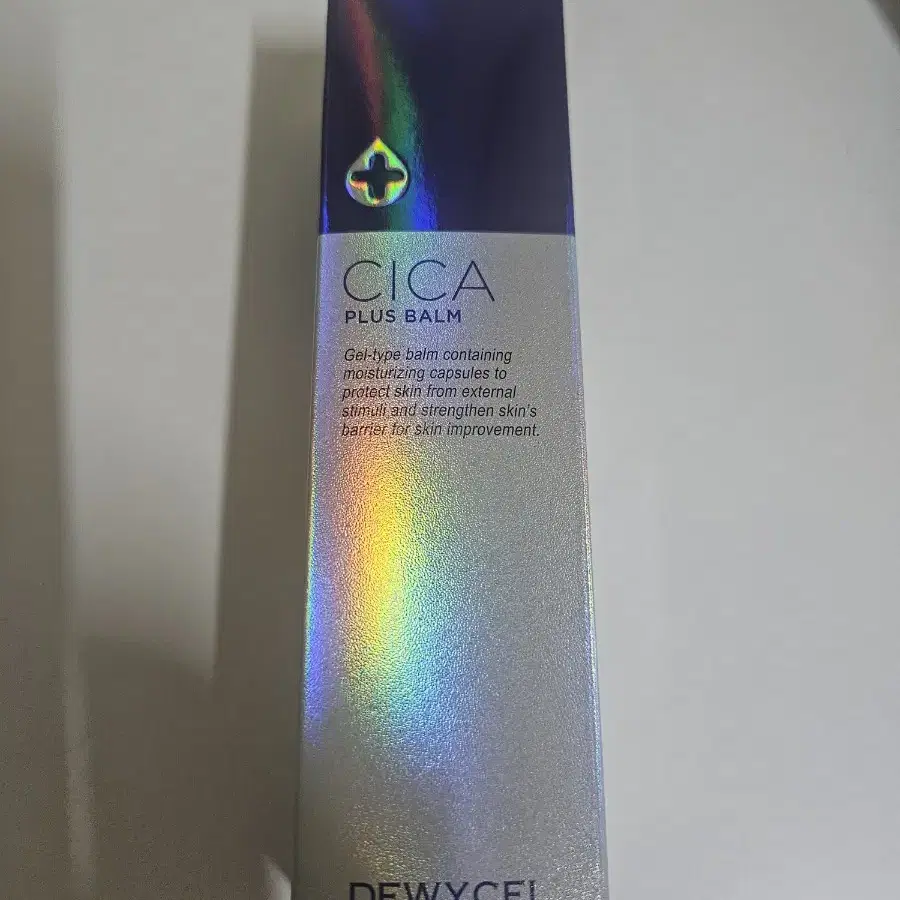 CICA
PLUS BALM
Gel-type balm containing
moisturizing capsules to
protect skin from external
stimuli and strengthen skin's
barrier for skin improvement.
DEWYCEL